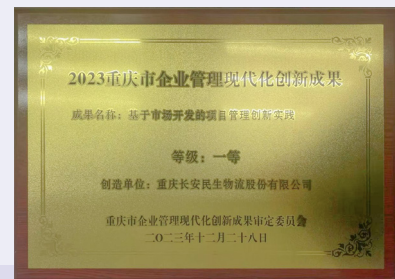 2023重庆市企业管理现代化创新成果
成果名称：基于市场开发的项目管理创新实践
等级：一等
创造单位：重庆长安民生物流股份有限公司
重庆市企业管理现代化创新成果审定委员会
二〇二三年十二月二十八日